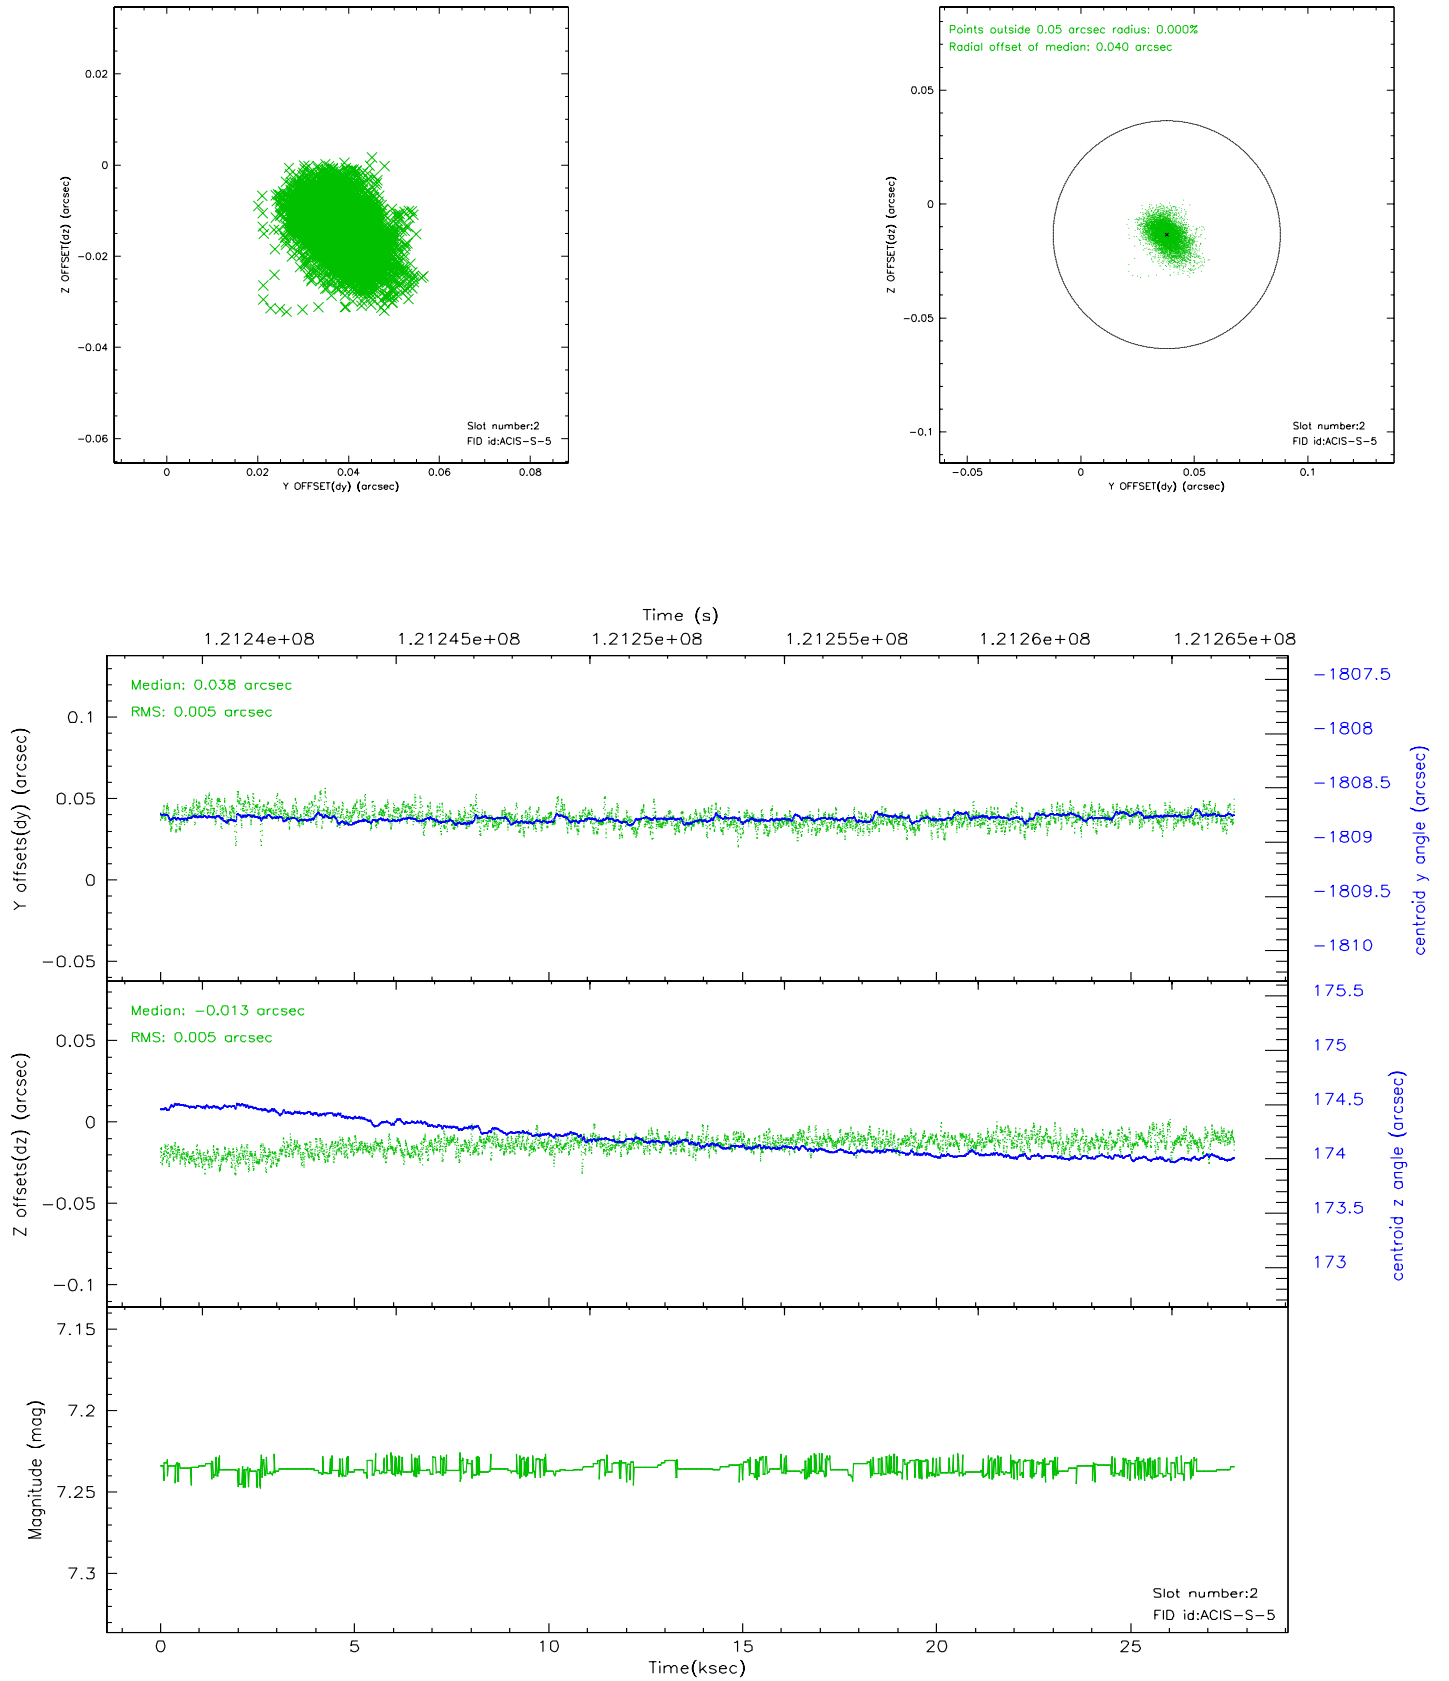 0.02
0
-0.02
-0.04
-0.06
Z OFFSET(dz) (arcsec)
Slot number:2
FID id:ACIS-S-5
0
0.02
0.04
0.06
0.08
Y OFFSET(dy) (arcsec)
Points outside 0.05 arcsec radius: 0.000%
Radial offset of median: 0.040 arcsec
0.05
0
-0.05
-0.1
Z OFFSET(dz) (arcsec)
Slot number:2
FID id:ACIS-S-5
-0.05
0
0.05
0.1
Y OFFSET(dy) (arcsec)
Time (s)
1.2124e+08
1.21245e+08
1.2125e+08
1.21255e+08
1.2126e+08
1.21265e+08
Median: 0.038 arcsec
RMS: 0.005 arcsec
0.1
0.05
0
-0.05
Y offsets(dy) (arcsec)
-1807.5
-1808
-1808.5
-1809
-1809.5
-1810
centroid y angle (arcsec)
Median: -0.013 arcsec
RMS: 0.005 arcsec
0.05
0
-0.05
-0.1
Z offsets(dz) (arcsec)
175.5
175
174.5
174
173.5
173
centroid z angle (arcsec)
7.15
7.2
7.25
7.3
Magnitude (mag)
Slot number:2
FID id:ACIS-S-5
0
5
10
15
20
25
Time(ksec)